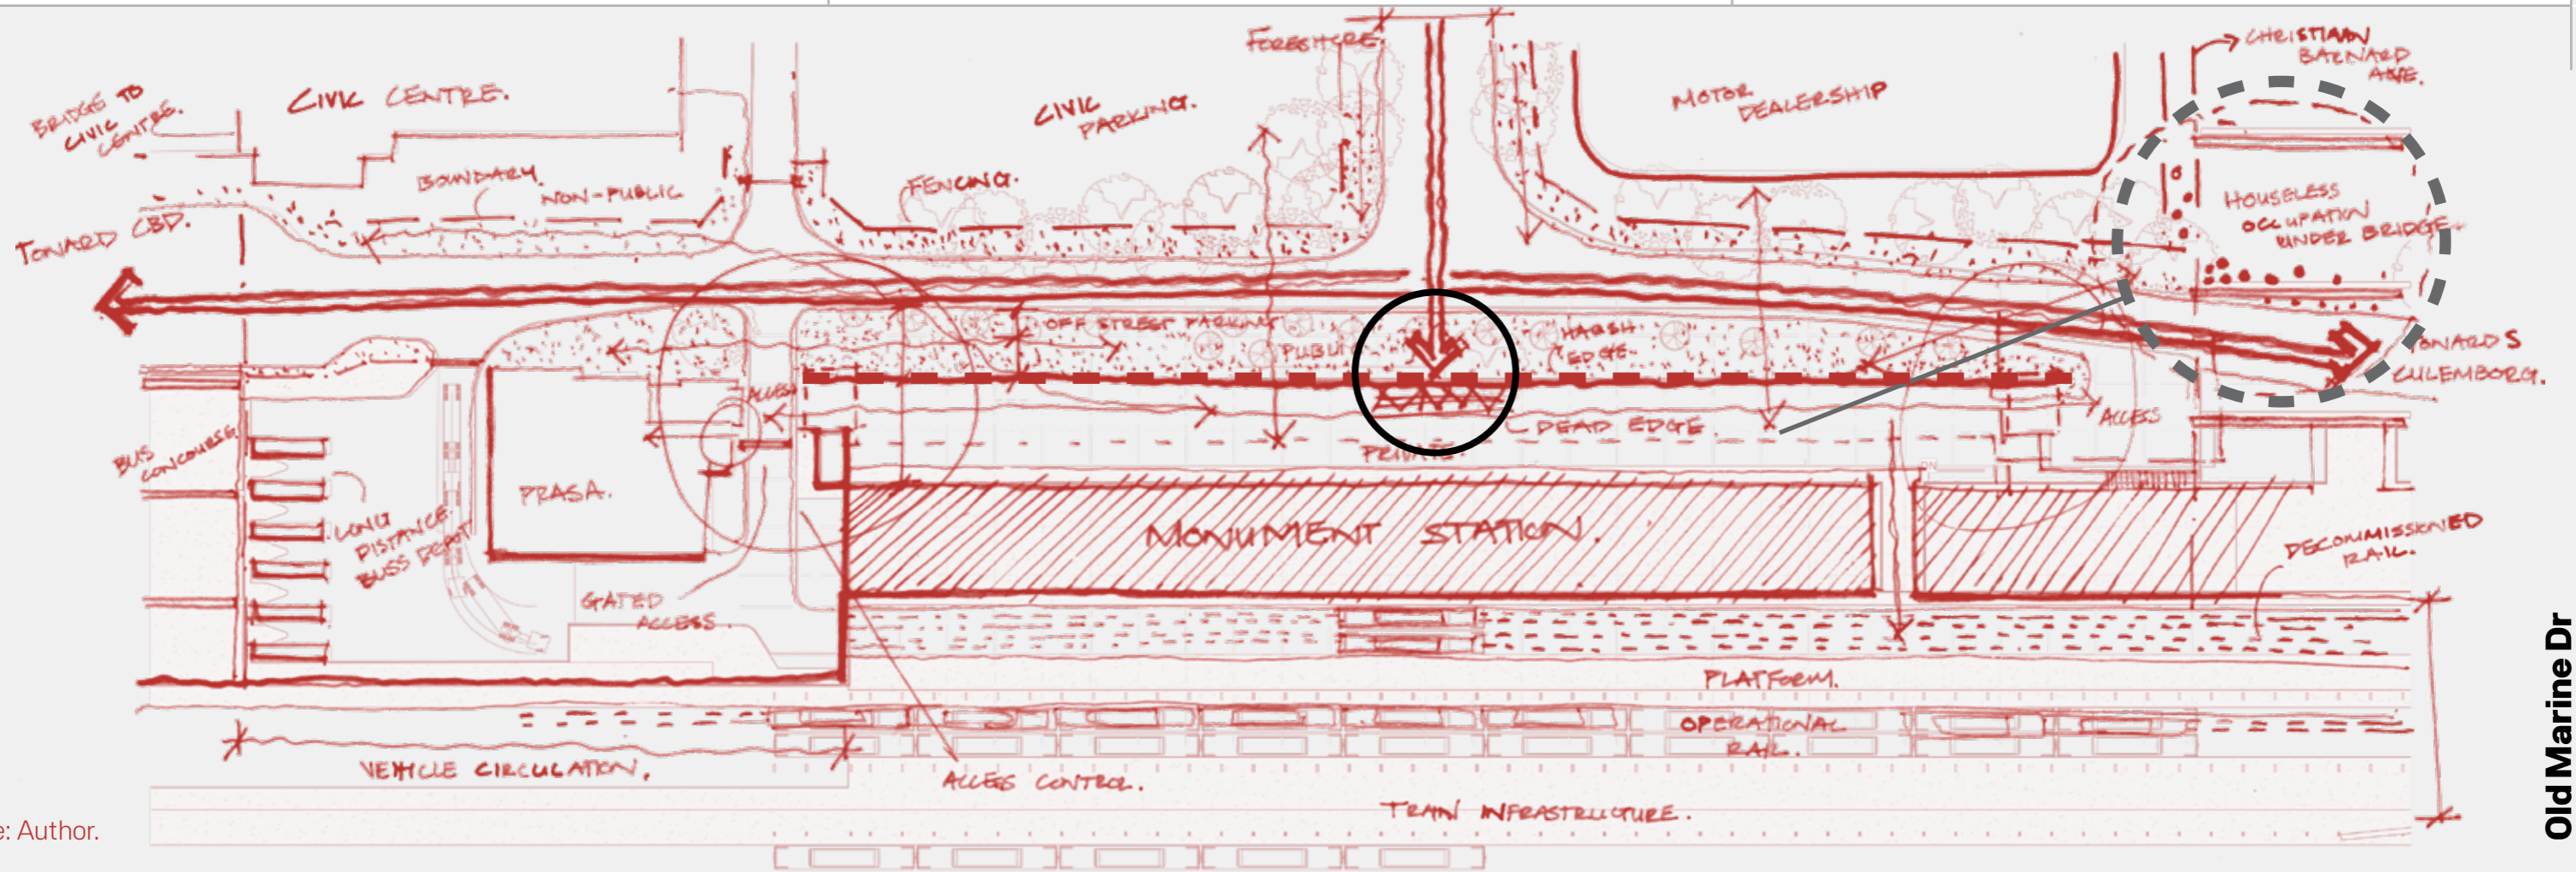 FORESHORE.
CHRISTIAAN
BARNARD
AVE.
BRIDGE TO
CIVIC
CENTRE.
CIVIC CENTRE.
CIVIC
PARKING.
MOTOR
DEALERSHIP
BOUNDARY.
NON-PUBLIC
FENCING.
HOUSELESS
OCCUPATION
UNDER BRIDGE.
TOWARD CBD.
OFF STREET PARKING
PUBLI
HARSH
EDGE.
TOWARDS
CULEMBORG.
ACCESS
ACCESS
DEAD EDGE.
PRIVATE.
BUS
CONCOURSE.
PRASA.
LONG
DISTANCE
BUSS DEPOT
MONUMENT STATION.
DN
DECOMMISSIONED
RAIL.
GATED
ACCESS.
PLATFORM.
OPERATIONAL
RAIL.
VEHICLE CIRCULATION.
ACCESS CONTROL.
TRAIN INFRASTRUCTURE.
e: Author.
Old Marine Dr